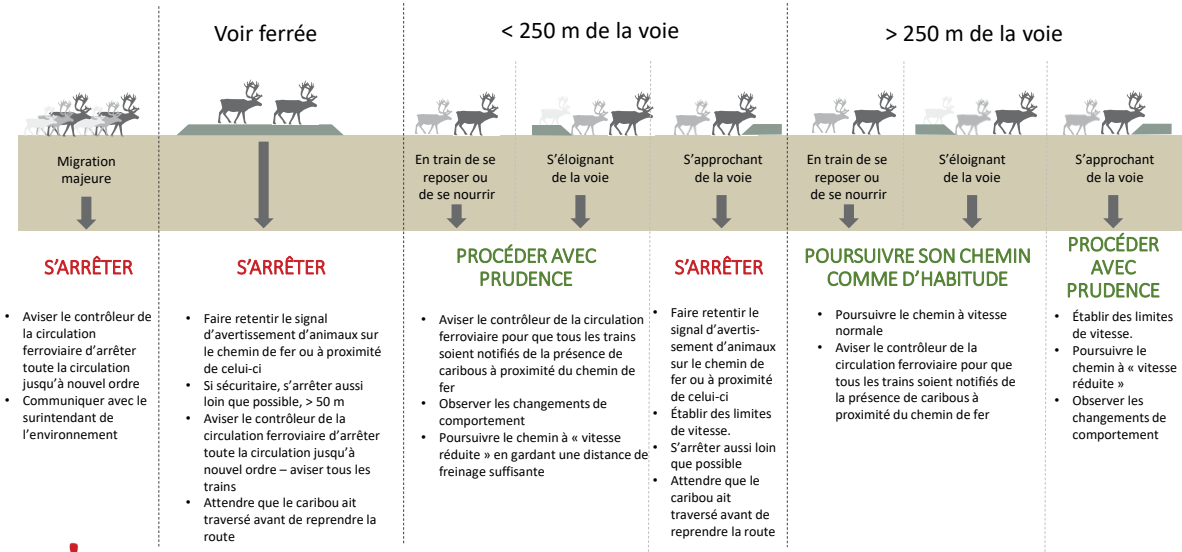 Voir ferrée
< 250 m de la voie
> 250 m de la voie
Migration
majeure
En train de se
reposer ou
de se nourrir
S’éloignant
de la voie
S’approchant
de la voie
En train de se
reposer ou
de se nourrir
S’éloignant
de la voie
S’approchant
de la voie
S’ARRÊTER
• Aviser le contrôleur de
la circulation
ferroviaire d’arrêter
toute la circulation
jusqu’à nouvel ordre
• Communiquer avec le
surintendant de
l’environnement
S’ARRÊTER
• Faire retentir le signal
d’avertissement d’animaux sur
le chemin de fer ou à proximité
de celui-ci
• Si sécuritaire, s’arrêter aussi
loin que possible, > 50 m
• Aviser le contrôleur de la
circulation ferroviaire d’arrêter
toute la circulation jusqu’à
nouvel ordre – aviser tous les
trains
• Attendre que le caribou ait
traversé avant de reprendre la
route
PROCÉDER AVEC
PRUDENCE
• Aviser le contrôleur de la circulation
ferroviaire pour que tous les trains
soient notifiés de la présence de
caribous à proximité du chemin de
fer
• Observer les changements de
comportement
• Poursuivre le chemin à « vitesse
réduite » en gardant une distance de
freinage suffisante
S’ARRÊTER
• Faire retentir le
signal d’avertis-
sement d’animaux
sur le chemin de
fer ou à proximité
de celui-ci
• Établir des limites
de vitesse.
• S’arrêter aussi loin
que possible
• Attendre que le
caribou ait
traversé avant de
reprendre la route
POURSUIVRE SON CHEMIN
COMME D’HABITUDE
• Poursuivre le chemin à vitesse
normale
• Aviser le contrôleur de la
circulation ferroviaire pour que
tous les trains soient notifiés de
la présence de caribous à
proximité du chemin de fer
PROCÉDER
AVEC
PRUDENCE
• Établir des limites
de vitesse.
• Poursuivre le
chemin à « vitesse
réduite »
• Observer les
changements de
comportement